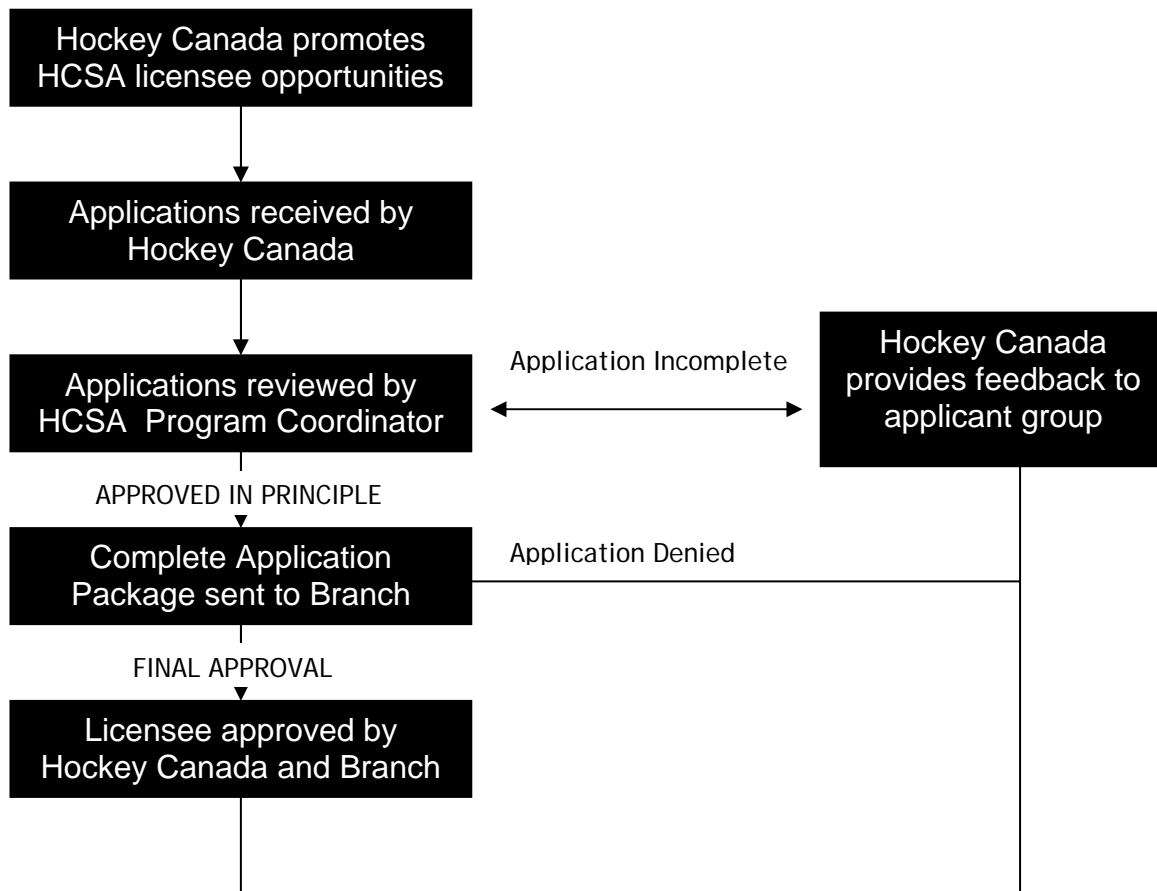 Hockey Canada promotes
HCSA licensee opportunities
Applications received by
Hockey Canada
Applications reviewed by
HCSA Program Coordinator
Application Incomplete
Hockey Canada
provides feedback to
applicant group
APPROVED IN PRINCIPLE
Complete Application
Package sent to Branch
Application Denied
FINAL APPROVAL
Licensee approved by
Hockey Canada and Branch